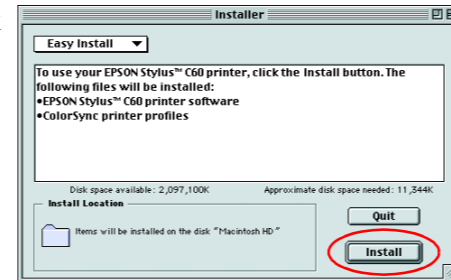 Installer
Easy Install
To use your EPSON Stylus™ C60 printer, click the Install button. The
following files will be installed:
•EPSON Stylus™ C60 printer software
•ColorSync printer profiles
Disk space available: 2,097,100K Approximate disk space needed: 11,344K
Install Location
Items will be installed on the disk "Macintosh HD"
Quit
Install